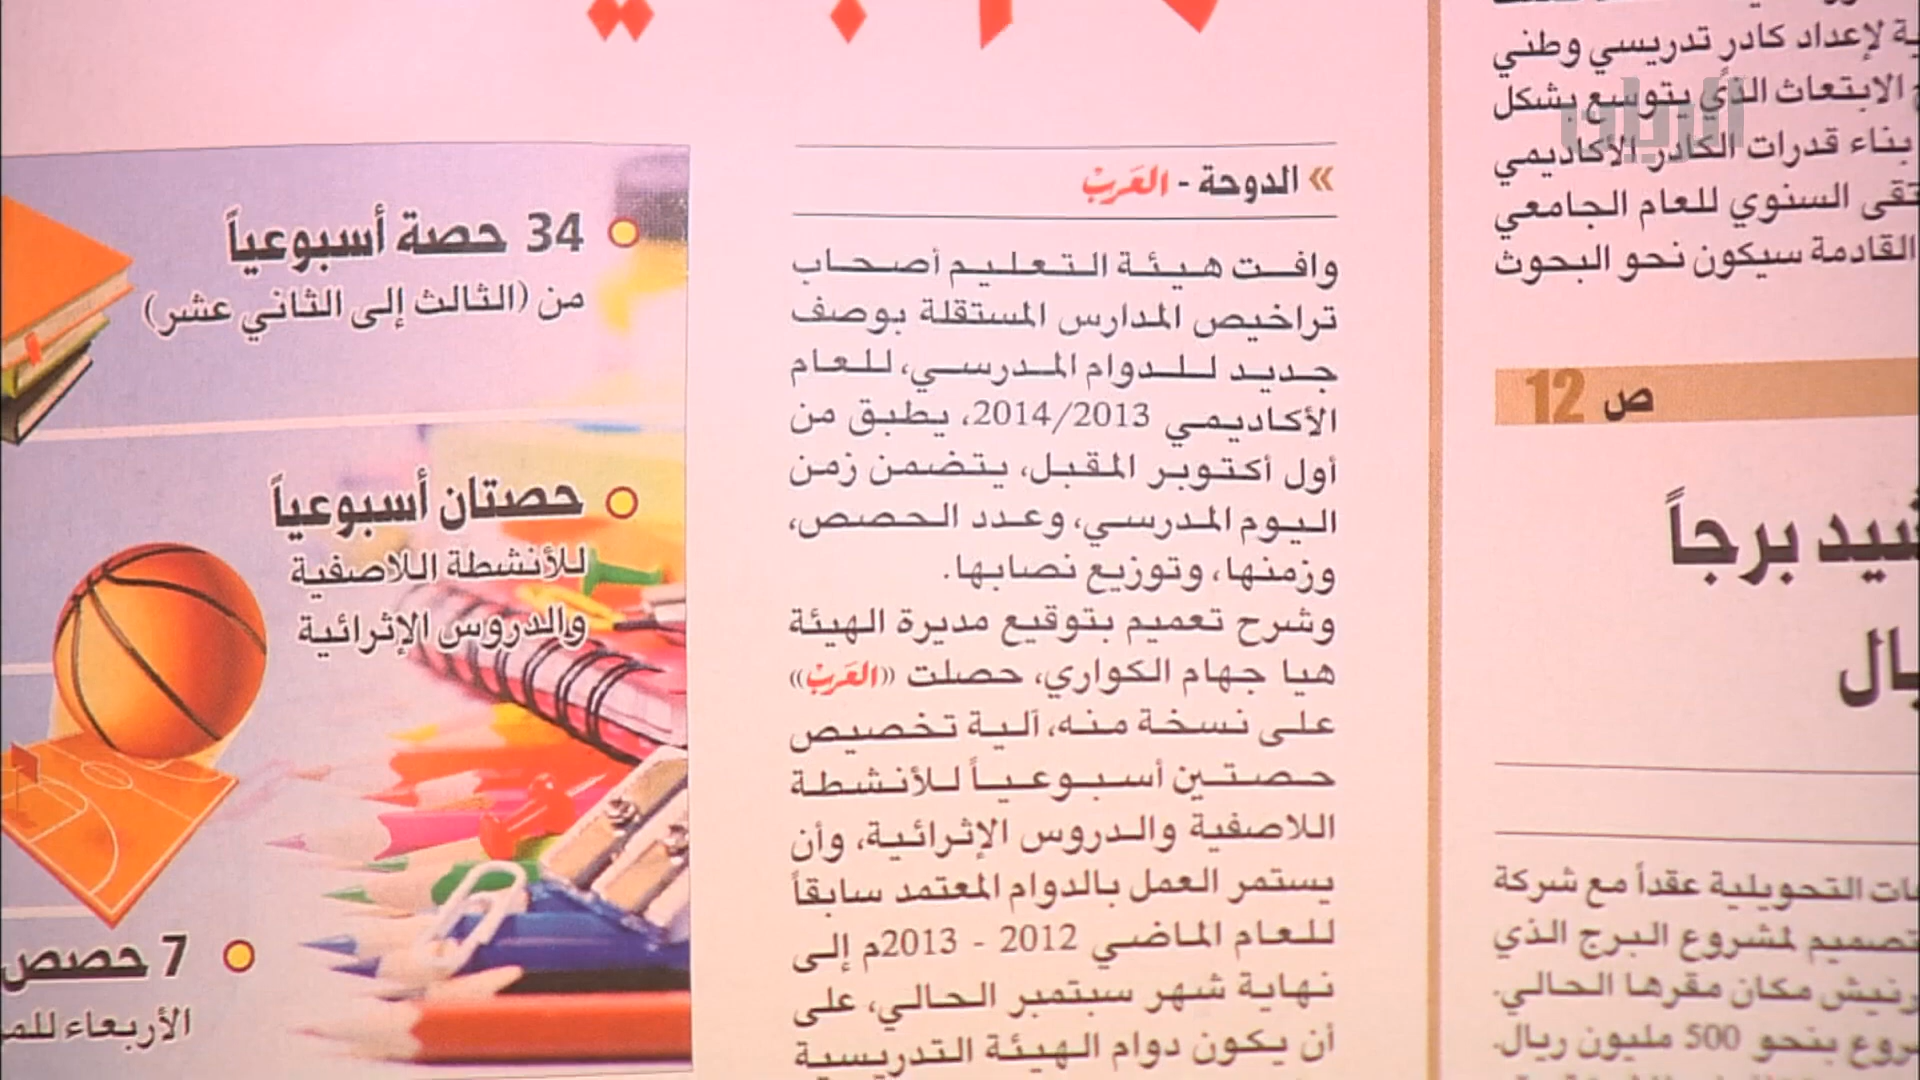 لإعداد كادر تدريسي وطني
الابتعاث الذي يتوسع بشكل
بناء قدرات الكادر الأكاديمي
السنوي للعام الجامعي
القادمة سيكون نحو البحوث
الريان
ص 12
برجاً
عقداً مع شركة
لمشروع البرج الذي
مكان مقرها الحالي.
بنحو 500 مليون ريال.
» الدوحة - العرب
وافت هيئة التعليم أصحاب
تراخيص المدارس المستقلة بوصف
جديد للدوام المدرسي، للعام
الأكاديمي 2014/2013، يطبق من
أول أكتوبر المقبل، يتضمن زمن
اليوم المدرسي، وعدد الحصص،
وزمنها، وتوزيع نصابها.
وشرح تعميم بتوقيع مديرة الهيئة
هيا جهام الكواري، حصلت «العرب»
على نسخة منه، آلية تخصيص
حصتين أسبوعياً للأنشطة
اللاصفية والدروس الإثرائية، وأن
يستمر العمل بالدوام المعتمد سابقاً
للعام الماضي 2012 - 2013م إلى
نهاية شهر سبتمبر الحالي، على
أن يكون دوام الهيئة التدريسية
34 حصة أسبوعياً
من (الثالث إلى الثاني عشر)
حصتان أسبوعياً
للأنشطة اللاصفية
والدروس الإثرائية
7 حصص
الأربعاء